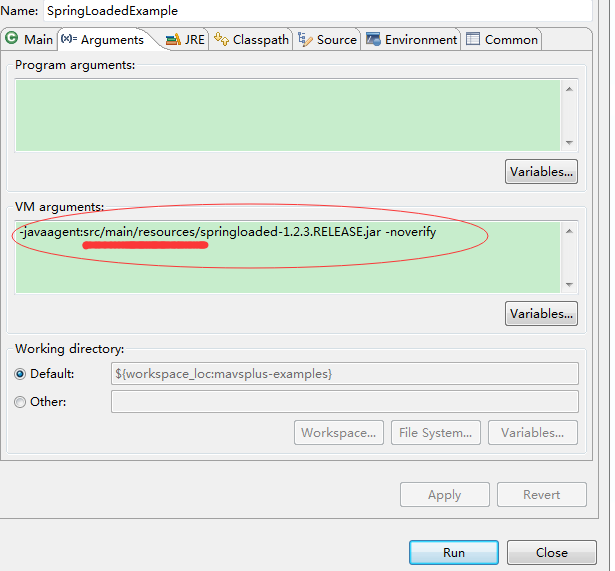 Name: SpringLoadedExample
Main (x)= Arguments JRE Classpath Source Environment Common
Program arguments:
Variables...
VM arguments:
-javaagent:src/main/resources/springloaded-1.2.3.RELEASE.jar -noverify
Variables...
Working directory:
Default: ${workspace_loc:mavsplus-examples}
Other:
Workspace... File System... Variables...
Apply Revert
Run Close